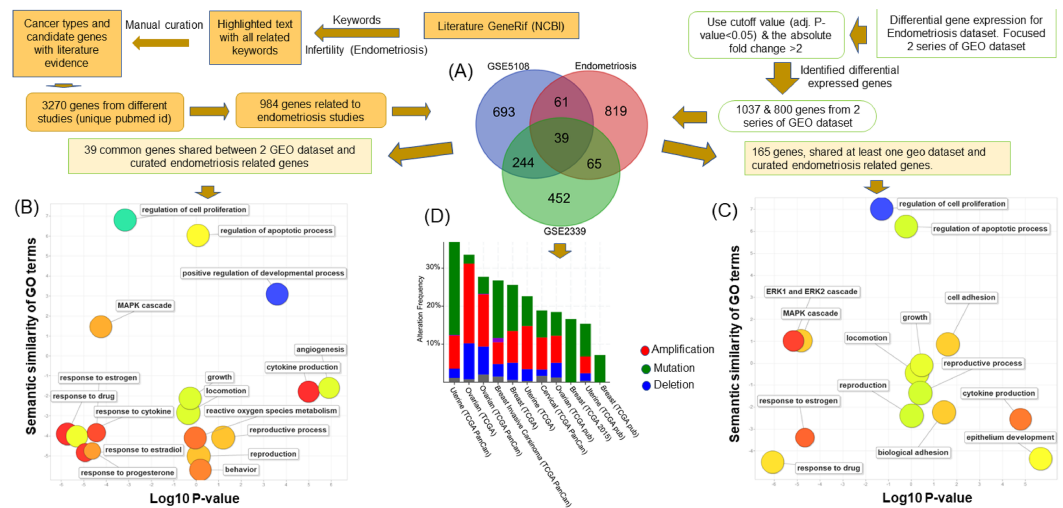 Cancer types and
candidate genes
with literature
evidence
Manual curation
Highlighted text
with all related
keywords
Keywords
Infertility (Endometriosis)
Literature GeneRif (NCBI)
Use cutoff value (adj. P-
value<0.05) & the absolute
fold change >2
Differential gene expression for
Endometriosis dataset. Focused
2 series of GEO dataset
Identified differential
expressed genes
3270 genes from different
studies (unique pubmed id)
984 genes related to
endometriosis studies
1037 & 800 genes from 2
series of GEO dataset
39 common genes shared between 2 GEO dataset and
curated endometriosis related genes
165 genes, shared at least one geo dataset and
curated endometriosis related genes.
(A)
GSE5108
Endometriosis
693
61
819
39
244
65
452
GSE2339
(B)
regulation of cell proliferation
regulation of apoptotic process
positive regulation of developmental process
MAPK cascade
angiogenesis
cytokine production
response to estrogen
growth
response to drug
locomotion
response to cytokine
reactive oxygen species metabolism
reproductive process
response to estradiol
reproduction
response to progesterone
behavior
Semantic similarity of GO terms
Log10 P-value
(D)
Alteration Frequency
30%
20%
10%
Amplification
Mutation
Deletion
Uterine (TCGA PanCan)
Ovarian (TCGA)
Ovarian (TCGA PanCan)
Breast Invasive Carcinoma (TCGA PanCan)
Breast (TCGA)
Uterine (TCGA)
Cervical (TCGA PanCan)
Ovarian (TCGA pub)
Breast (TCGA 2015)
Uterine (TCGA pub)
Breast (TCGA pub)
(C)
regulation of cell proliferation
regulation of apoptotic process
ERK1 and ERK2 cascade
MAPK cascade
cell adhesion
growth
locomotion
reproductive process
reproduction
response to estrogen
cytokine production
epithelium development
biological adhesion
response to drug
Semantic similarity of GO terms
Log10 P-value